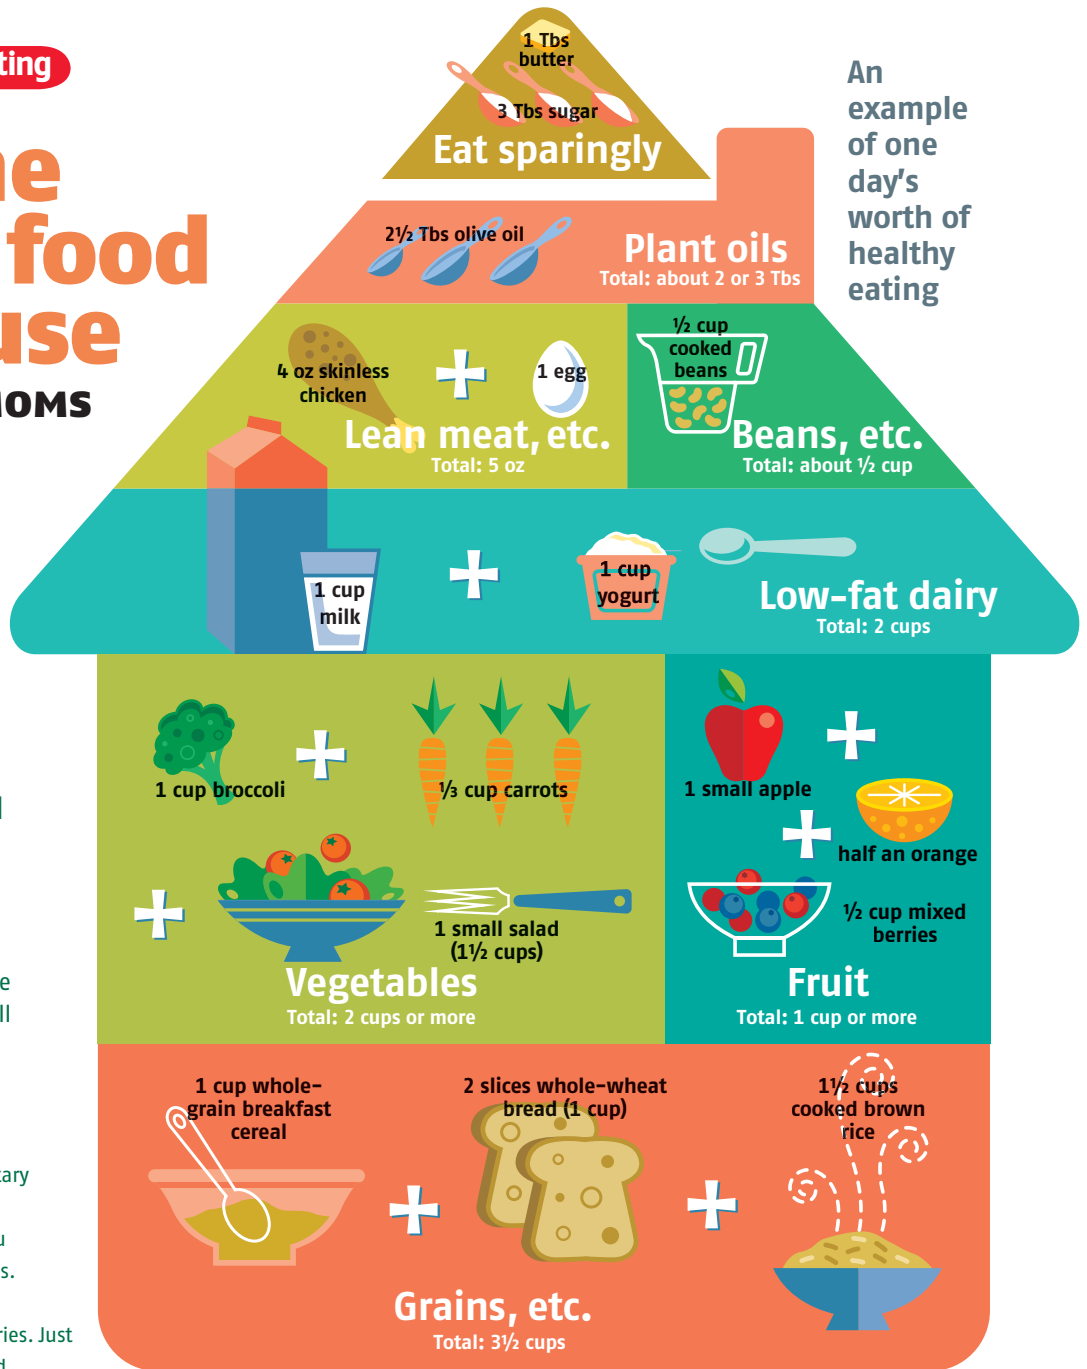 ting
ne
food
use
MOMS
An
example
of one
day's
worth of
healthy
eating
1 Tbs
butter
3 Tbs sugar
Eat sparingly
2½ Tbs olive oil
Plant oils
Total: about 2 or 3 Tbs
4 oz skinless
chicken
1 egg
Lean meat, etc.
Total: 5 oz
½ cup
cooked
beans
Beans, etc.
Total: about ½ cup
1 cup
milk
1 cup
yogurt
Low-fat dairy
Total: 2 cups
1 cup broccoli
⅓ cup carrots
1 small salad
(1½ cups)
Vegetables
Total: 2 cups or more
1 small apple
half an orange
½ cup mixed
berries
Fruit
Total: 1 cup or more
e
ll
tary
u
s.
ries. Just
1 cup whole-
grain breakfast
cereal
2 slices whole-wheat
bread (1 cup)
1½ cups
cooked brown
rice
Grains, etc.
Total: 3½ cups